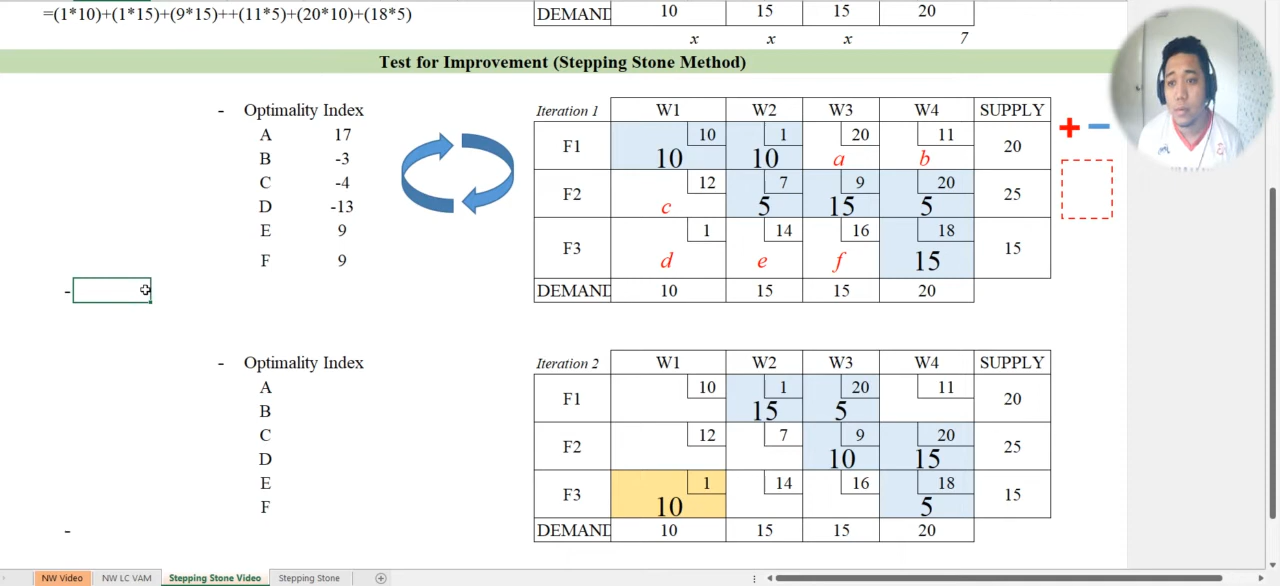 =(1*10)+(1*15)+(9*15)++(11*5)+(20*10)+(18*5)
DEMAND 10 15 15 20
x x x 7
Test for Improvement (Stepping Stone Method)
- Optimality Index
A 17
B -3
C -4
D -13
E 9
F 9
Iteration 1 W1 W2 W3 W4 SUPPLY
F1 10 10 1 10 20 a 11 b 20
F2 12 c 7 5 9 15 20 5 25
F3 1 d 14 e 16 f 18 15 15
DEMAND 10 15 15 20
+ −
-
- Optimality Index
A
B
C
D
E
F
Iteration 2 W1 W2 W3 W4 SUPPLY
F1 10 1 15 20 5 11 20
F2 12 7 9 10 20 15 25
F3 1 10 14 16 18 5 15
DEMAND 10 15 15 20
-
NW Video NW LC VAM Stepping Stone Video Stepping Stone